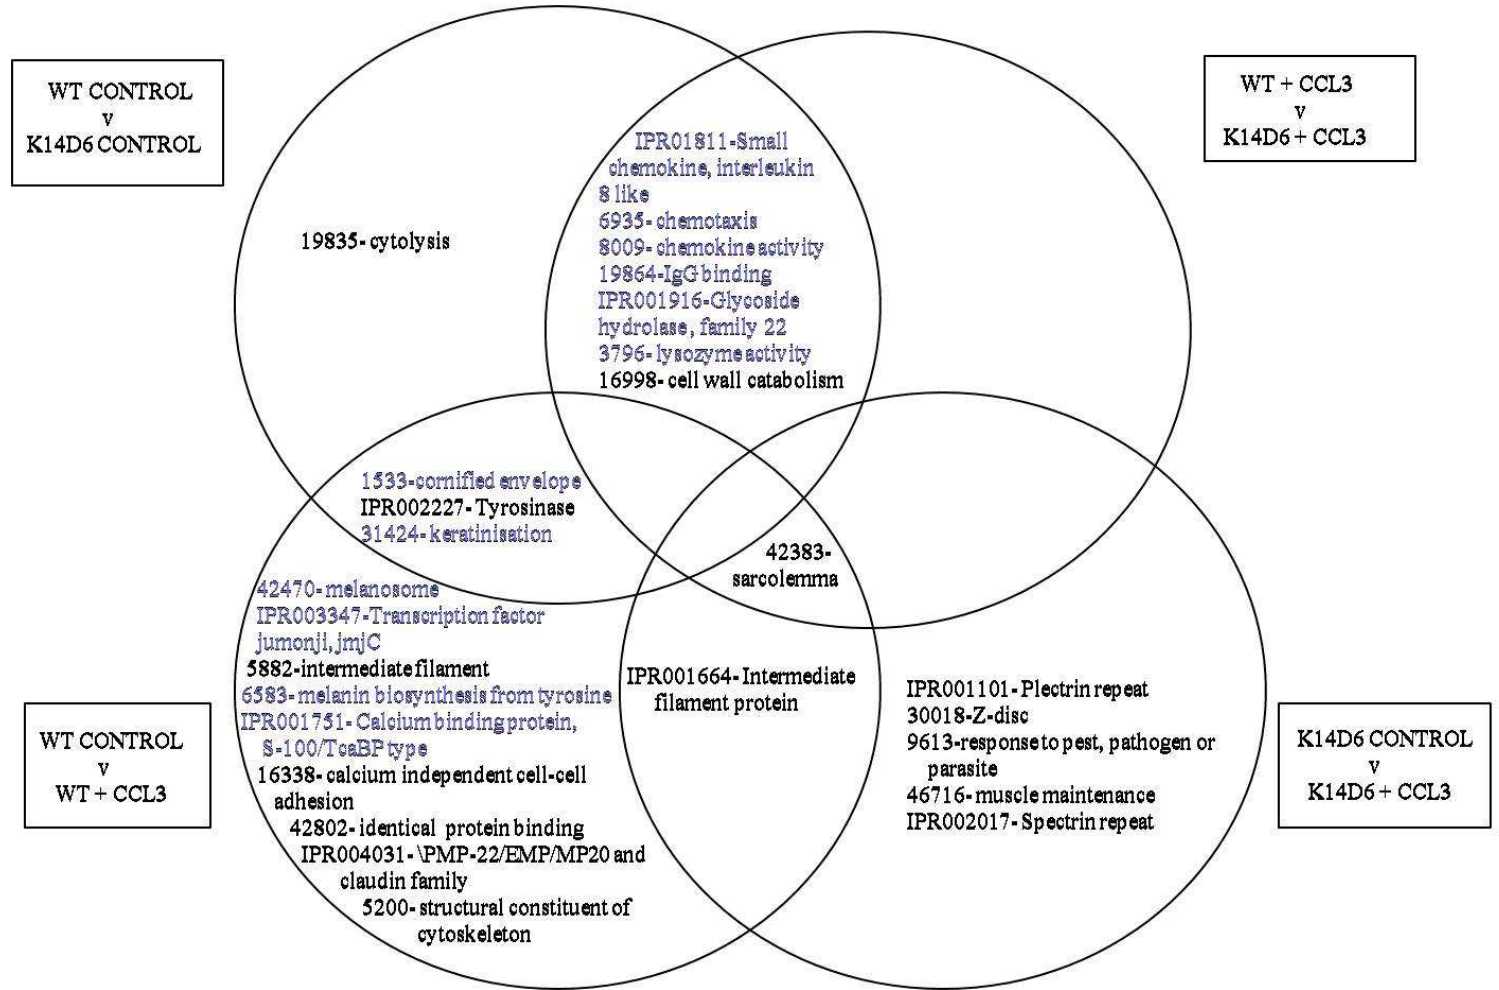 WT CONTROL
v
K14D6 CONTROL
WT + CCL3
v
K14D6 + CCL3
19835- cytolysis
IPR01811-Small
chemokine, interleukin
8 like
6935- chemotaxis
8009- chemokine activity
19864-IgG binding
IPR001916-Glycoside
hydrolase, family 22
3796- lysozyme activity
16998- cell wall catabolism
1533-cornified envelope
IPR002227- Tyrosinase
31424- keratinisation
42383-
sarcolemma
42470- melanosome
IPR003347-Transcription factor
jumonji, jmjC
5882-intermediate filament
6583- melanin biosynthesis from tyrosine
IPR001751- Calcium binding protein,
S-100/TcaBP type
16338- calcium independent cell-cell
adhesion
42802- identical protein binding
IPR004031- \PMP-22/EMP/MP20 and
claudin family
5200- structural constituent of
cytoskeleton
IPR001664- Intermediate
filament protein
IPR001101- Plectrin repeat
30018-Z-disc
9613-response to pest, pathogen or
parasite
46716- muscle maintenance
IPR002017- Spectrin repeat
WT CONTROL
v
WT + CCL3
K14D6 CONTROL
v
K14D6 + CCL3